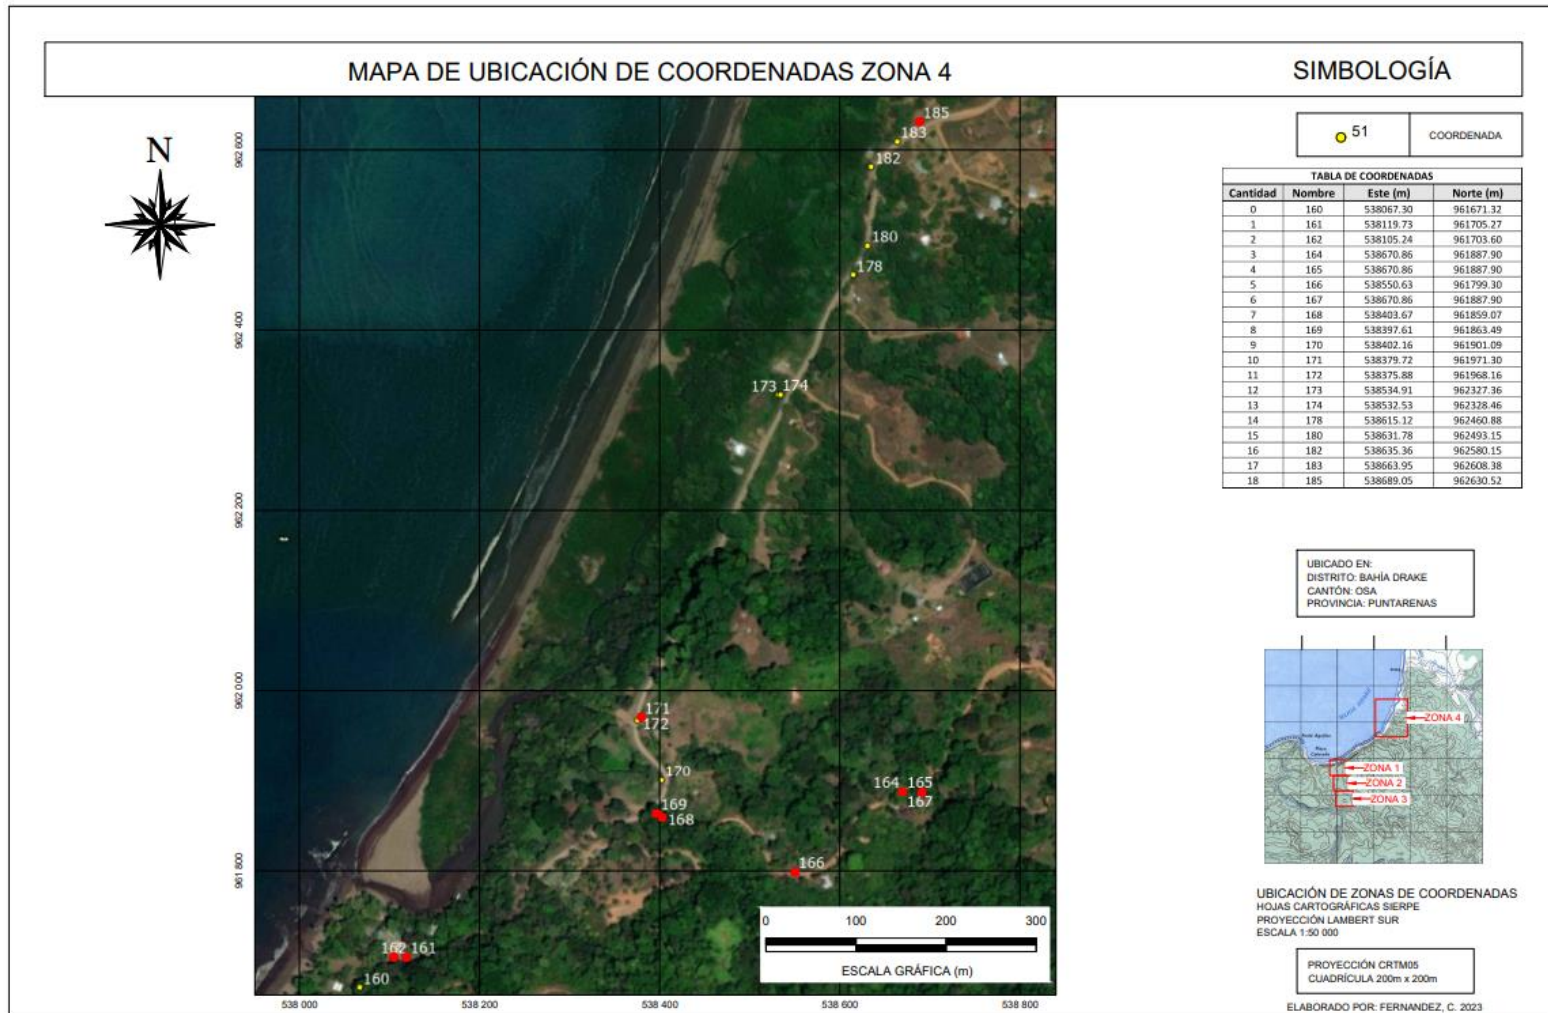 MAPA DE UBICACIÓN DE COORDENADAS ZONA 4
SIMBOLOGÍA
51
COORDENADA
N
TABLA DE COORDENADAS
Cantidad Nombre Este (m) Norte (m)
0 160 538067.30 961671.32
1 161 538119.73 961705.27
2 162 538105.24 961703.60
3 164 538670.86 961887.90
4 165 538670.86 961887.90
5 166 538550.63 961799.30
6 167 538670.86 961887.90
7 168 538403.67 961859.07
8 169 538397.61 961863.49
9 170 538402.16 961901.09
10 171 538379.72 961971.30
11 172 538375.88 961968.16
12 173 538534.91 962327.36
13 174 538532.53 962328.46
14 178 538615.12 962460.88
15 180 538631.78 962493.15
16 182 538635.36 962580.15
17 183 538663.95 962608.38
18 185 538689.05 962630.52
962 600
962 400
962 200
962 000
961 800
185
183
182
180
178
173 174
171
172
170
169
168
164 165
167
166
162 161
160
0 100 200 300
ESCALA GRÁFICA (m)
538 000 538 200 538 400 538 600 538 800
UBICADO EN:
DISTRITO: BAHÍA DRAKE
CANTÓN: OSA
PROVINCIA: PUNTARENAS
ZONA 4
ZONA 1
ZONA 2
ZONA 3
UBICACIÓN DE ZONAS DE COORDENADAS
HOJAS CARTOGRÁFICAS SIERPE
PROYECCIÓN LAMBERT SUR
ESCALA 1:50 000
PROYECCIÓN CRTM05
CUADRÍCULA 200m x 200m
ELABORADO POR: FERNANDEZ, C. 2023